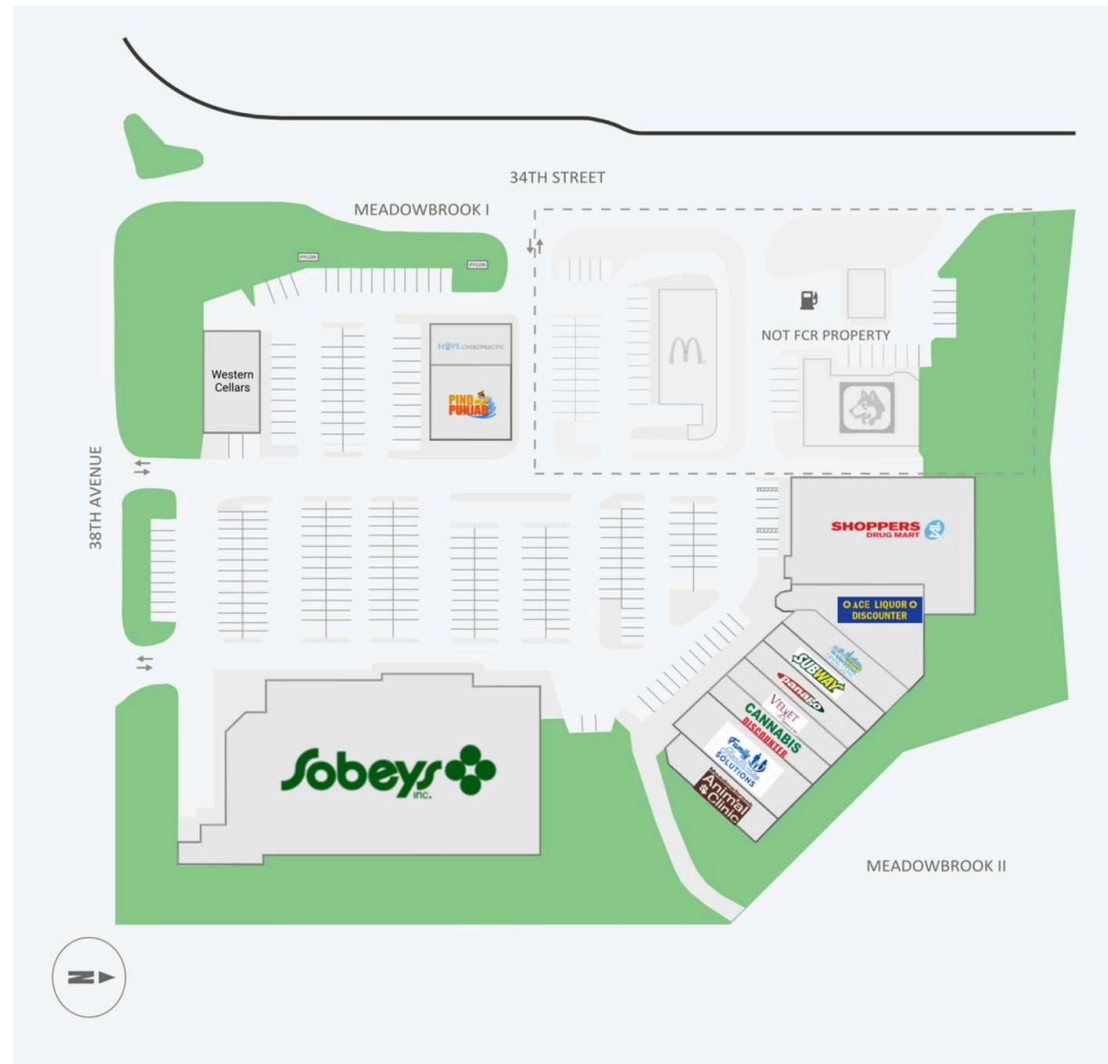 34TH STREET
MEADOWBROOK I
PYLON
PYLON
NOT FCR PROPERTY
HOPE CHIROPRACTIC
Western
Cellars
PIND
PUNJAB
38TH AVENUE
SHOPPERS
DRUG MART
ACE LIQUOR
DISCOUNTER
SUBWAY
panago
VELVET
CANNABIS
DISCOUNTER
Family
SOLUTIONS
Meadowbrook
Animal
Clinic
Sobeys
inc.
MEADOWBROOK II
N